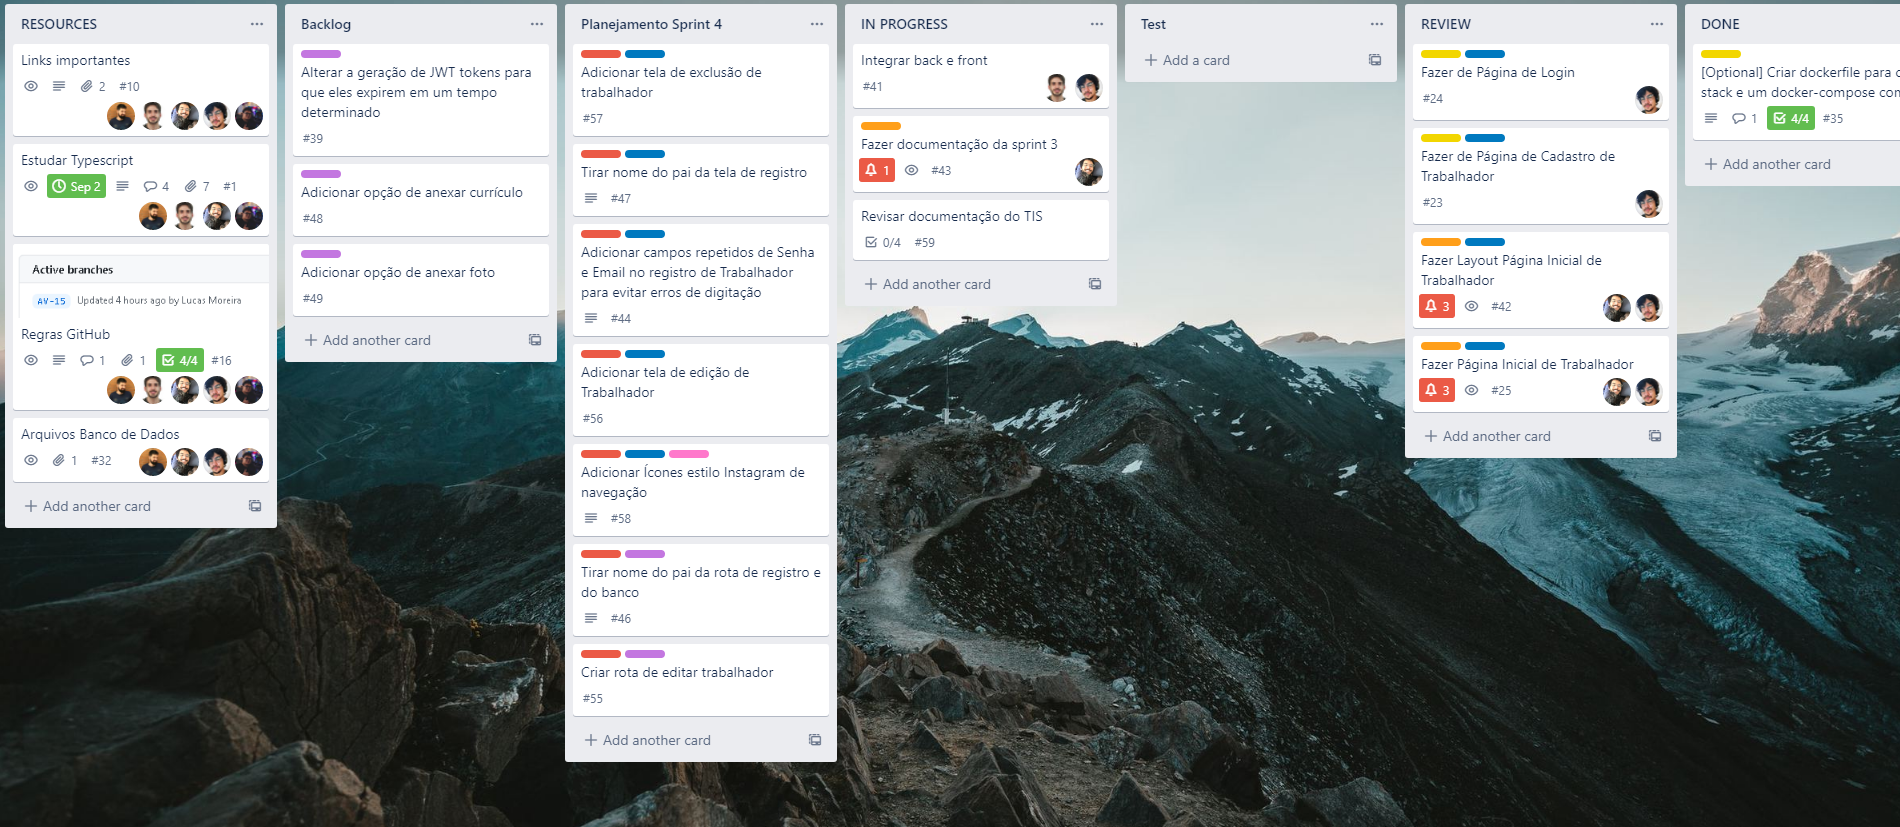 RESOURCES
Links importantes
2 #10
Estudar Typescript
Sep 2 4 7 #1
Active branches
AV-15 Updated 4 hours ago by Lucas Moreira
Regras GitHub
1 1 4/4 #16
Arquivos Banco de Dados
1 #32
+ Add another card
Backlog
Alterar a geração de JWT tokens para
que eles expirem em um tempo
determinado
#39
Adicionar opção de anexar currículo
#48
Adicionar opção de anexar foto
#49
+ Add another card
Planejamento Sprint 4
Adicionar tela de exclusão de
trabalhador
#57
Tirar nome do pai da tela de registro
#47
Adicionar campos repetidos de Senha
e Email no registro de Trabalhador
para evitar erros de digitação
#44
Adicionar tela de edição de
Trabalhador
#56
Adicionar Ícones estilo Instagram de
navegação
#58
Tirar nome do pai da rota de registro e
do banco
#46
Criar rota de editar trabalhador
#55
+ Add another card
IN PROGRESS
Integrar back e front
#41
Fazer documentação da sprint 3
1 #43
Revisar documentação do TIS
0/4 #59
+ Add another card
Test
+ Add a card
REVIEW
Fazer de Página de Login
#24
Fazer de Página de Cadastro de
Trabalhador
#23
Fazer Layout Página Inicial de
Trabalhador
3 #42
Fazer Página Inicial de Trabalhador
3 #25
+ Add another card
DONE
[Optional] Criar dockerfile para
stack e um docker-compose
1 4/4 #35
+ Add another card